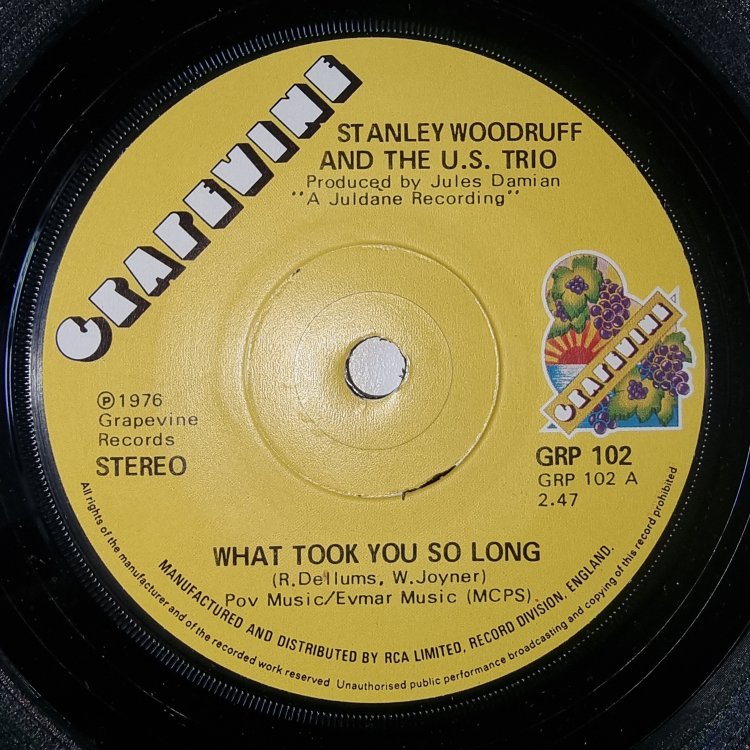 GRAPEVINE
STANLEY WOODRUFF
AND THE U.S. TRIO
Produced by Jules Damian
"A Juldane Recording"
GRAPEVINE
℗1976
Grapevine
Records
STEREO
GRP 102
GRP 102 A
2.47
WHAT TOOK YOU SO LONG
(R.Dellums, W.Joyner)
Pov Music/Evmar Music (MCPS)
MANUFACTURED AND DISTRIBUTED BY RCA LIMITED, RECORD DIVISION, ENGLAND.
All rights of the manufacturer and of the recorded work reserved Unauthorised public performance broadcasting and copying of this record prohibited